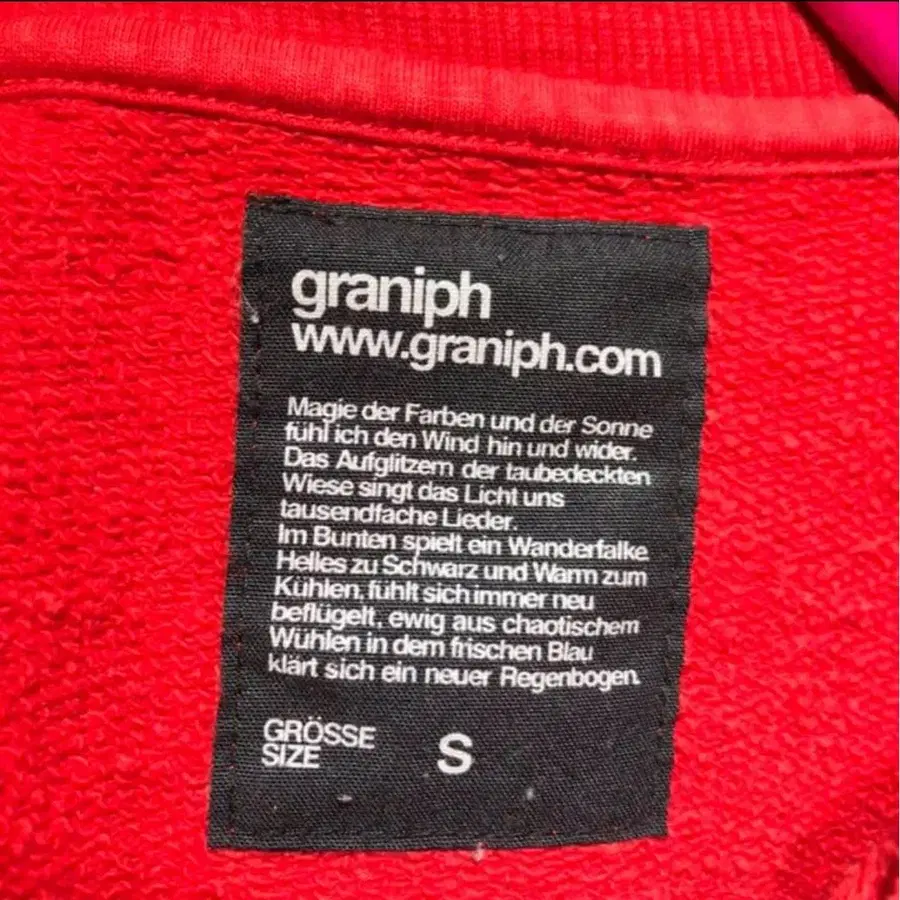 graniph
www.graniph.com
Magie der Farben und der Sonne
fühl ich den Wind hin und wider.
Das Aufglitzern der taubedeckten
Wiese singt das Licht uns
tausendfache Lieder.
Im Bunten spielt ein Wanderfalke
Helles zu Schwarz und Warm zum
Kühlen, fühlt sich immer neu
beflügelt, ewig aus chaotischem
Wühlen in dem frischen Blau
klärt sich ein neuer Regenbogen.
GRÖSSE
SIZE
S